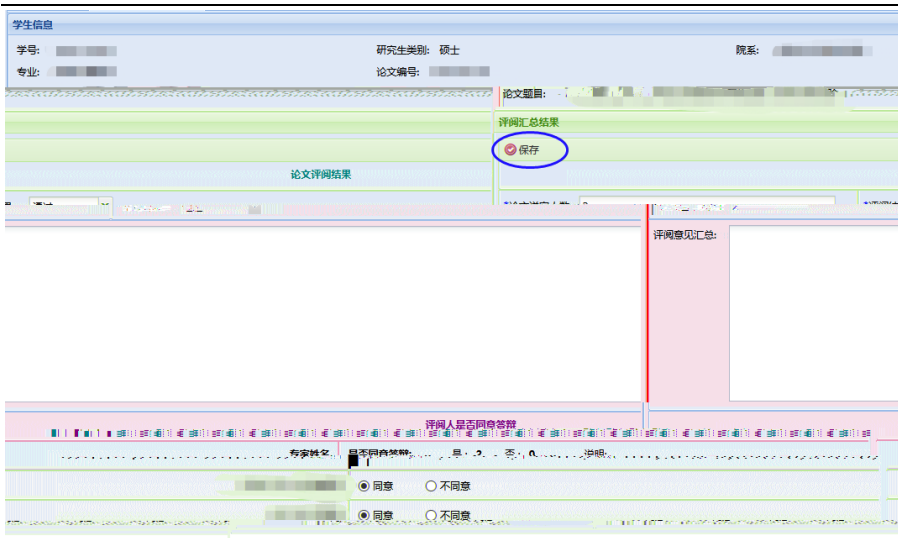 学生信息
学号: 研究生类别: 硕士 院系:
专业: 论文编号:
论文题目:
评阅汇总结果
保存
论文评阅结果
评阅意见汇总:
评阅人是否同意答辩
专家姓名 是否同意答辩: 是: 2, 否: 0, 说明:
同意 不同意
同意 不同意